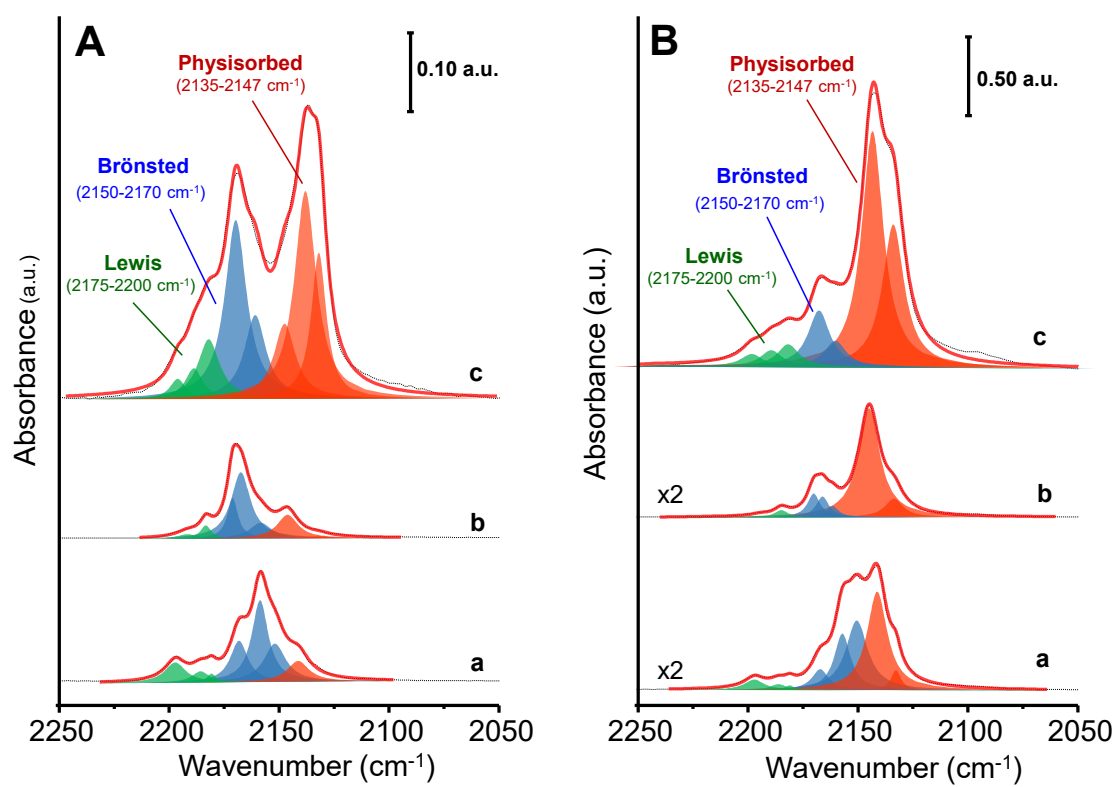 A
0.10 a.u.
Physisorbed
(2135-2147 cm⁻¹)
Brönsted
(2150-2170 cm⁻¹)
Lewis
(2175-2200 cm⁻¹)
c
b
a
Absorbance (a.u.)
2250 2200 2150 2100 2050
Wavenumber (cm⁻¹)
B
0.50 a.u.
Physisorbed
(2135-2147 cm⁻¹)
Brönsted
(2150-2170 cm⁻¹)
Lewis
(2175-2200 cm⁻¹)
c
x2 b
x2 a
Absorbance (a.u.)
2250 2200 2150 2100 2050
Wavenumber (cm⁻¹)